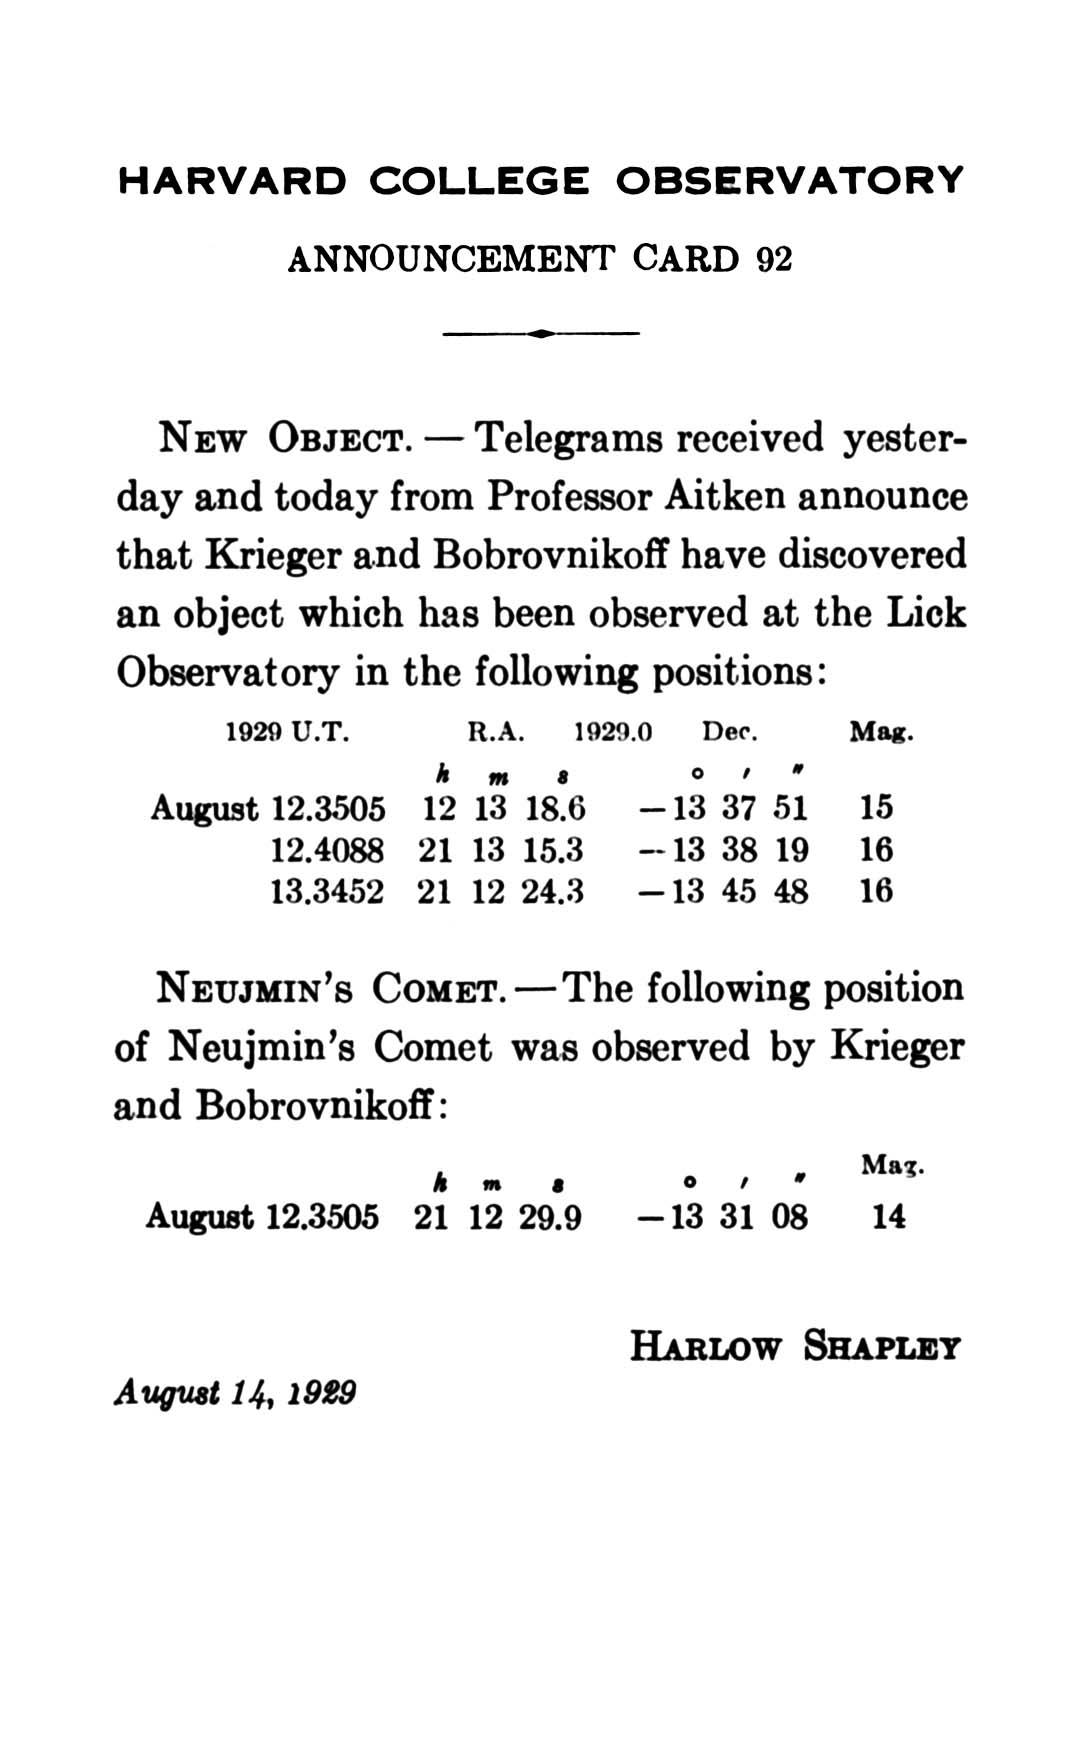 HARVARD COLLEGE OBSERVATORY
ANNOUNCEMENT CARD 92
NEW OBJECT. — Telegrams received yester-
day and today from Professor Aitken announce
that Krieger and Bobrovnikoff have discovered
an object which has been observed at the Lick
Observatory in the following positions:
1929 U.T. R.A. 1929.0 Dec. Mag.
h m s ° ′ ″
August 12.3505 12 13 18.6 —13 37 51 15
12.4088 21 13 15.3 —13 38 19 16
13.3452 21 12 24.3 —13 45 48 16
NEUJMIN'S COMET. — The following position
of Neujmin's Comet was observed by Krieger
and Bobrovnikoff:
h m s ° ′ ″ Mag.
August 12.3505 21 12 29.9 —13 31 08 14
HARLOW SHAPLEY
August 14, 1929